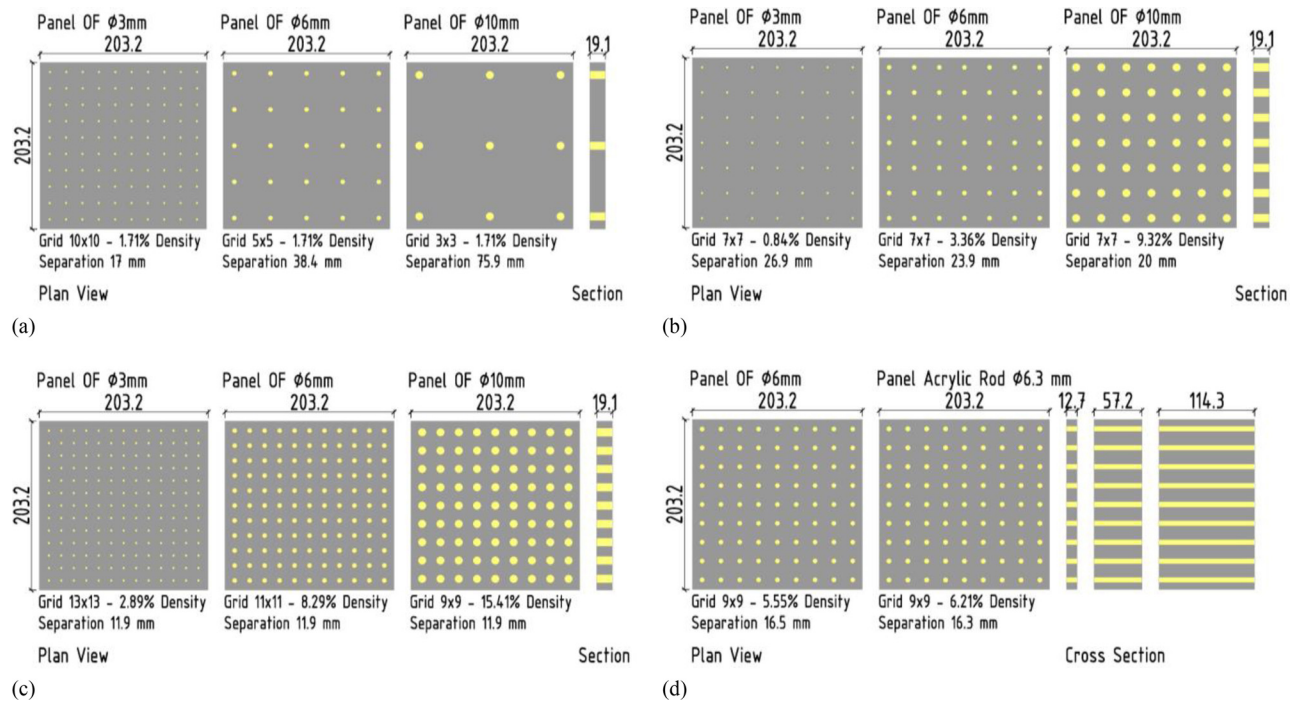 Panel OF Ø3mm
203.2
Panel OF Ø6mm
203.2
Panel OF Ø10mm
203.2
19.1
203.2
Grid 10x10 - 1.71% Density
Separation 17 mm
Grid 5x5 - 1.71% Density
Separation 38.4 mm
Grid 3x3 - 1.71% Density
Separation 75.9 mm
Plan View
Section
(a)
Panel OF Ø3mm
203.2
Panel OF Ø6mm
203.2
Panel OF Ø10mm
203.2
19.1
203.2
Grid 7x7 - 0.84% Density
Separation 26.9 mm
Grid 7x7 - 3.36% Density
Separation 23.9 mm
Grid 7x7 - 9.32% Density
Separation 20 mm
Plan View
Section
(b)
Panel OF Ø3mm
203.2
Panel OF Ø6mm
203.2
Panel OF Ø10mm
203.2
19.1
203.2
Grid 13x13 - 2.89% Density
Separation 11.9 mm
Grid 11x11 - 8.29% Density
Separation 11.9 mm
Grid 9x9 - 15.41% Density
Separation 11.9 mm
Plan View
Section
(c)
Panel OF Ø6mm
203.2
Panel Acrylic Rod Ø6.3 mm
203.2
12.7
57.2
114.3
203.2
Grid 9x9 - 5.55% Density
Separation 16.5 mm
Grid 9x9 - 6.21% Density
Separation 16.3 mm
Plan View
Cross Section
(d)